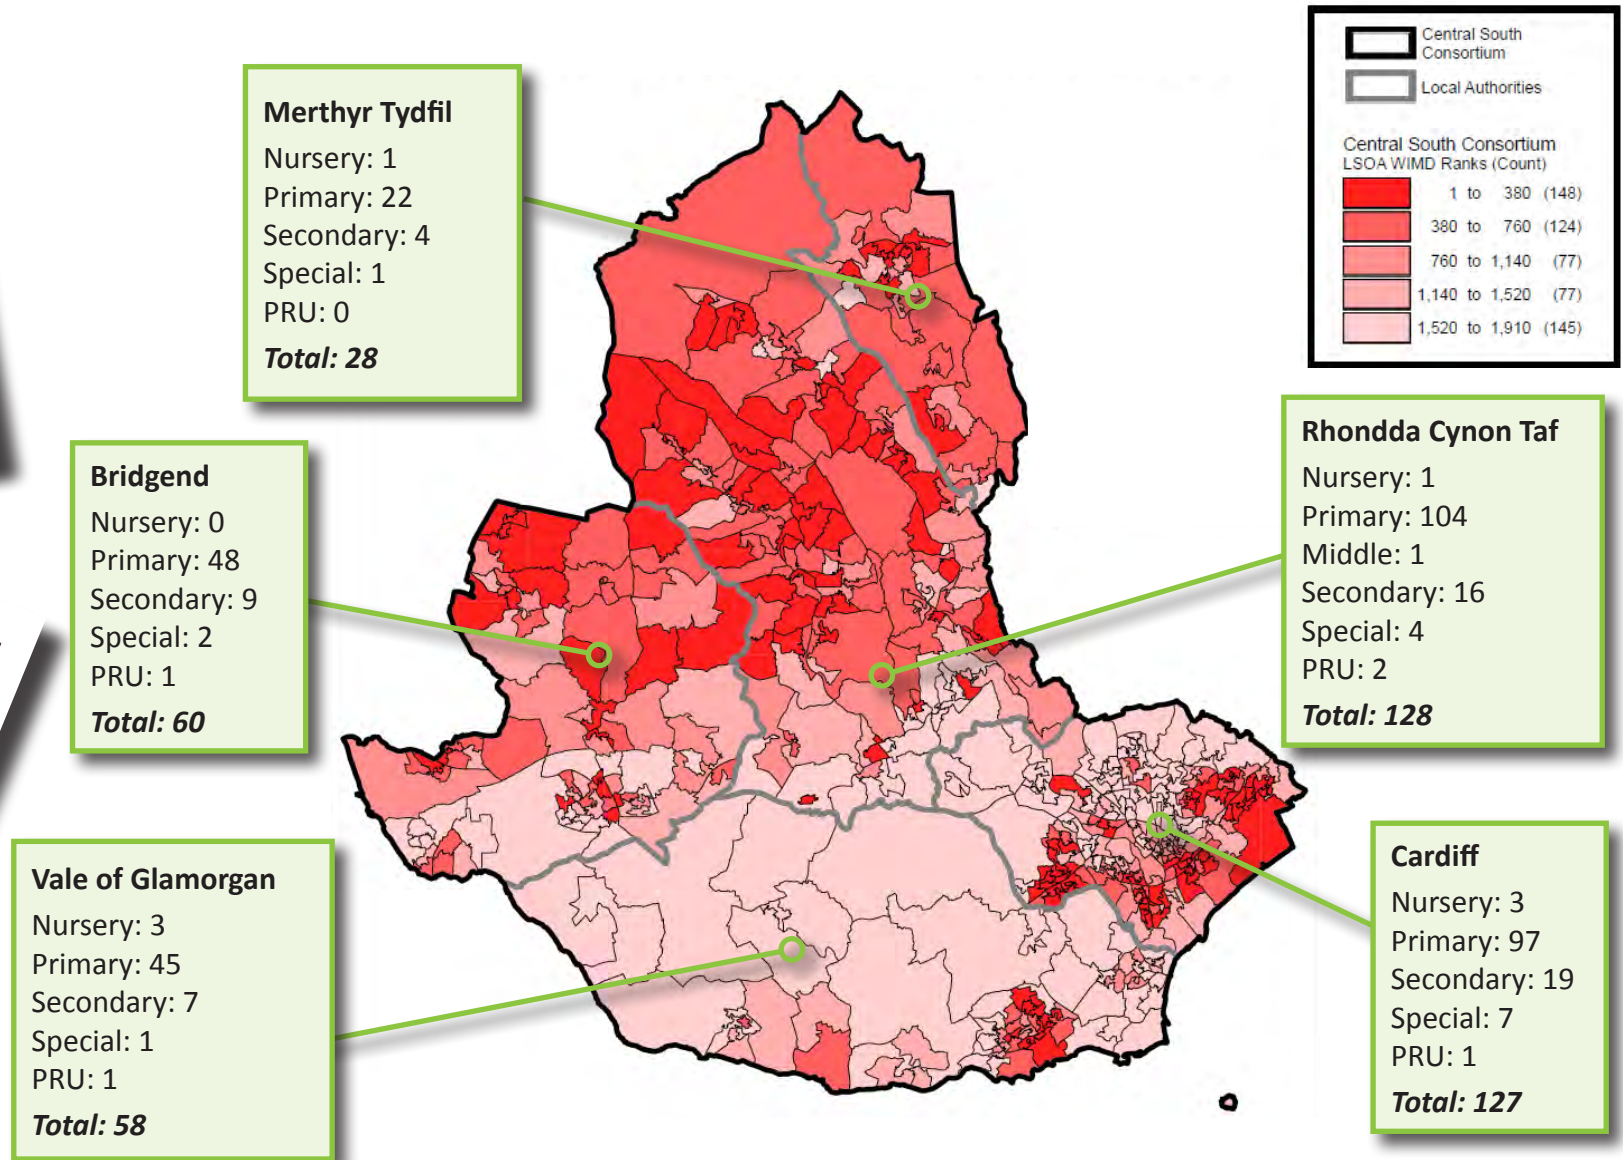 Central South
Consortium
Local Authorities
Central South Consortium
LSOA WIMD Ranks (Count)
1 to 380 (148)
380 to 760 (124)
760 to 1,140 (77)
1,140 to 1,520 (77)
1,520 to 1,910 (145)
Merthyr Tydfil
Nursery: 1
Primary: 22
Secondary: 4
Special: 1
PRU: 0
Total: 28
Bridgend
Nursery: 0
Primary: 48
Secondary: 9
Special: 2
PRU: 1
Total: 60
Rhondda Cynon Taf
Nursery: 1
Primary: 104
Middle: 1
Secondary: 16
Special: 4
PRU: 2
Total: 128
Vale of Glamorgan
Nursery: 3
Primary: 45
Secondary: 7
Special: 1
PRU: 1
Total: 58
Cardiff
Nursery: 3
Primary: 97
Secondary: 19
Special: 7
PRU: 1
Total: 127